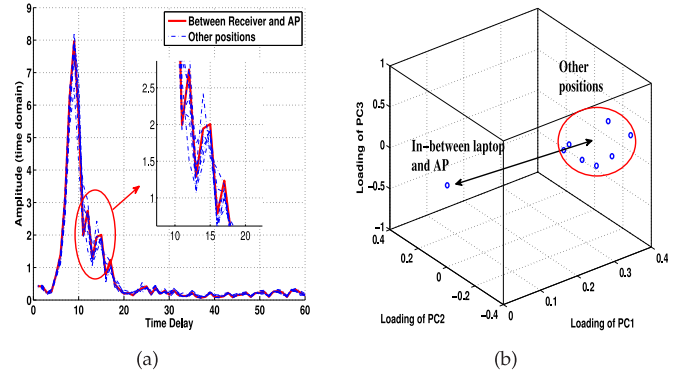 Between Receiver and AP
Other positions
Amplitude (time domain)
9
8
7
6
5
4
3
2
1
0
0 10 20 30 40 50 60
Time Delay
2.5
2
1.5
1
10 15 20
(a)
Other
positions
In-between laptop
and AP
Loading of PC3
1
0.5
0
-0.5
-1
0.4
0.2
0
-0.2
-0.4
Loading of PC2
0
0.1
0.2
0.3
0.4
Loading of PC1
(b)